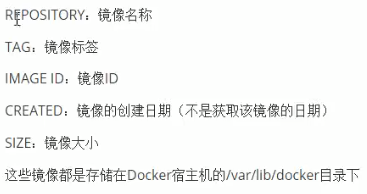 REPOSITORY：镜像名称
TAG：镜像标签
IMAGE ID：镜像ID
CREATED：镜像的创建日期（不是获取该镜像的日期）
SIZE：镜像大小
这些镜像都是存储在Docker宿主机的/var/lib/docker目录下